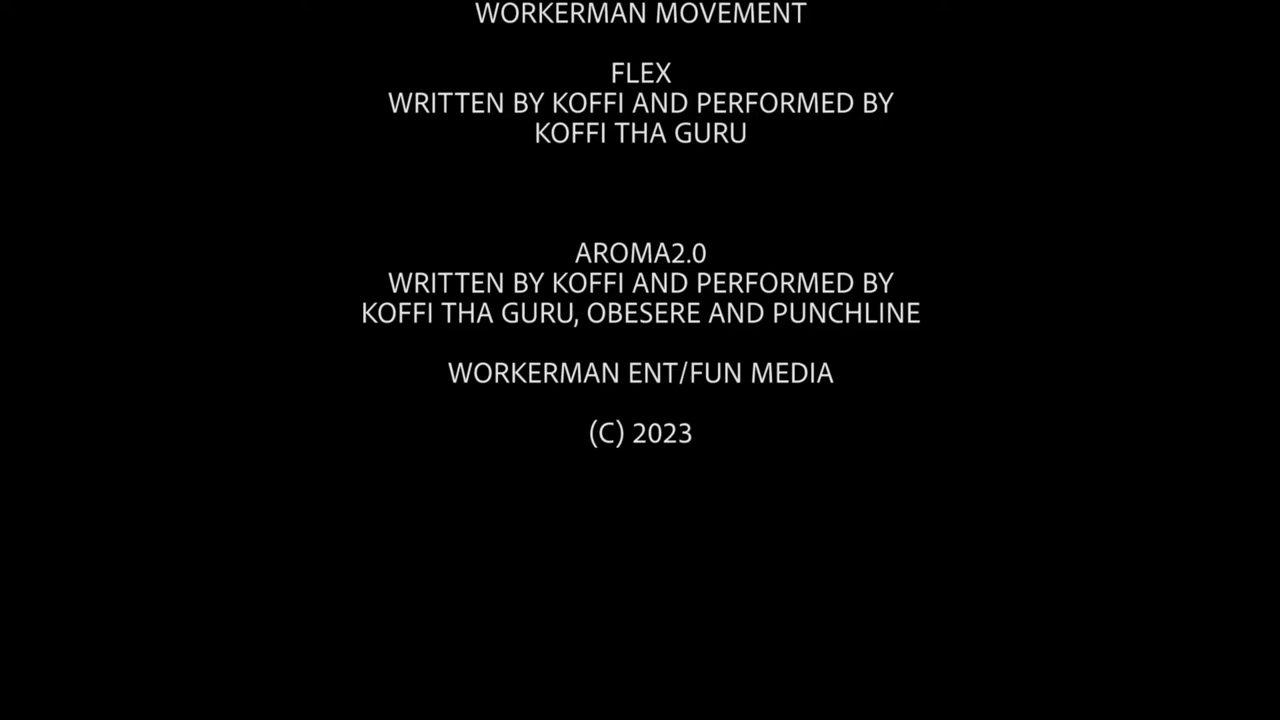 WORKERMAN MOVEMENT
FLEX
WRITTEN BY KOFFI AND PERFORMED BY
KOFFI THA GURU
AROMA2.0
WRITTEN BY KOFFI AND PERFORMED BY
KOFFI THA GURU, OBESERE AND PUNCHLINE
WORKERMAN ENT/FUN MEDIA
(C) 2023